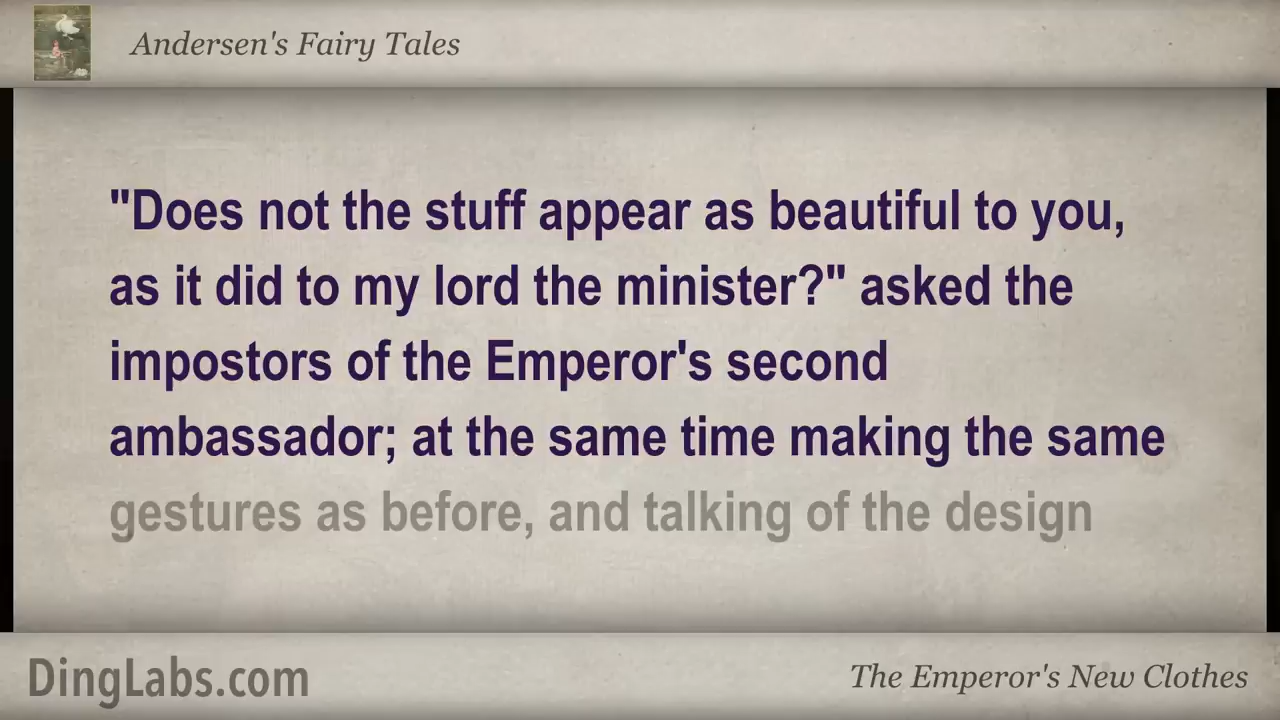 Andersen's Fairy Tales
"Does not the stuff appear as beautiful to you,
as it did to my lord the minister?" asked the
impostors of the Emperor's second
ambassador; at the same time making the same
gestures as before, and talking of the design
DingLabs.com
The Emperor's New Clothes